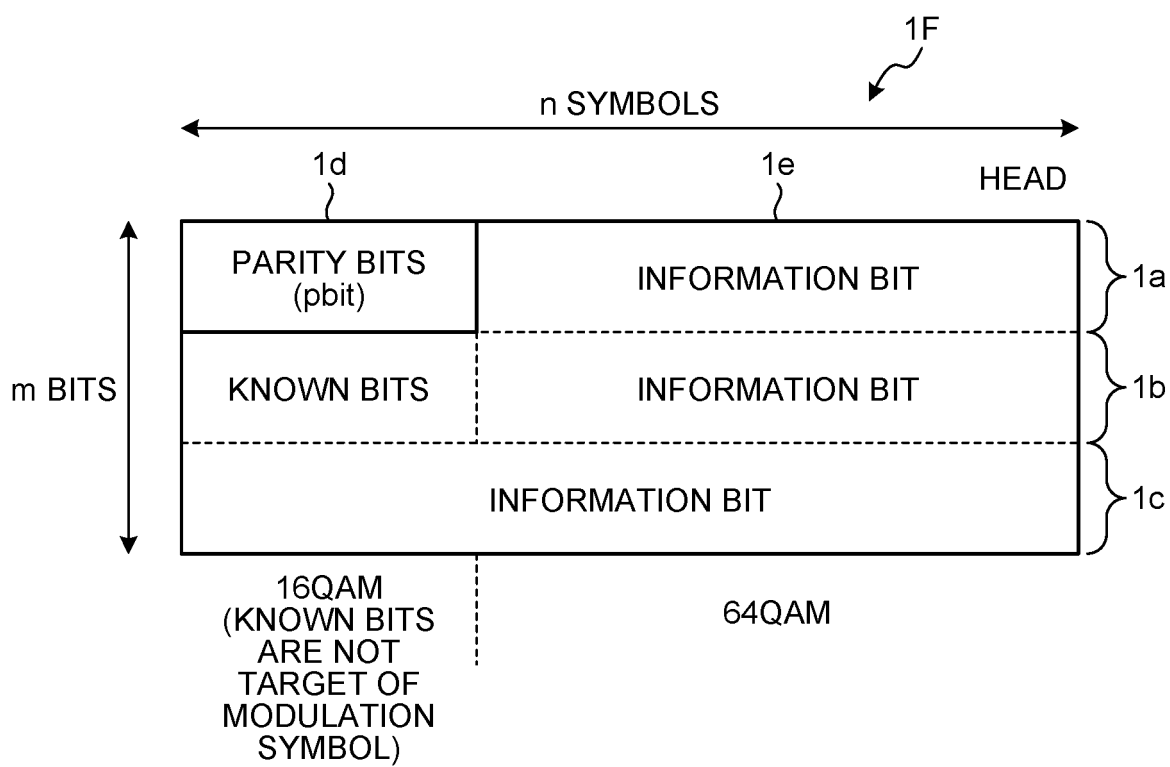 1F
n SYMBOLS
1d
1e
HEAD
PARITY BITS
(pbit)
INFORMATION BIT
1a
m BITS
KNOWN BITS
INFORMATION BIT
1b
INFORMATION BIT
1c
16QAM
(KNOWN BITS
ARE NOT
TARGET OF
MODULATION
SYMBOL)
64QAM